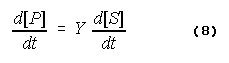 d[P]/dt = Y d[S]/dt (8)